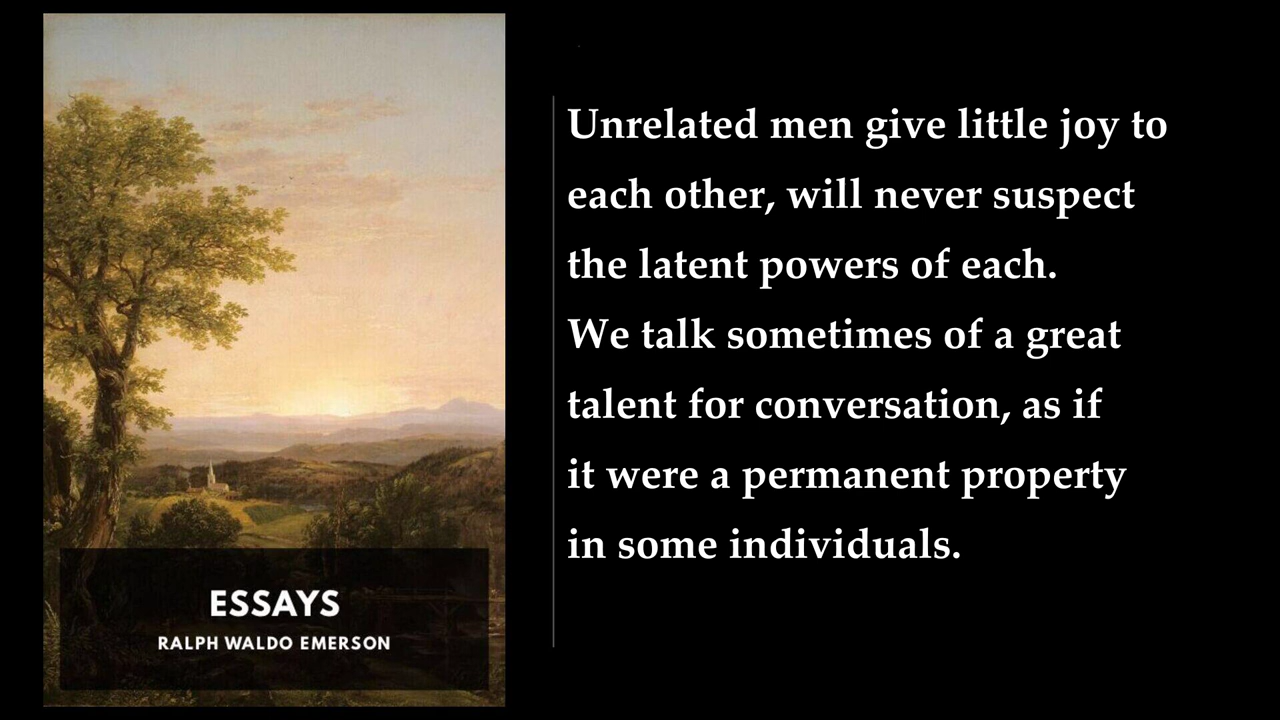 ESSAYS
RALPH WALDO EMERSON
Unrelated men give little joy to
each other, will never suspect
the latent powers of each.
We talk sometimes of a great
talent for conversation, as if
it were a permanent property
in some individuals.